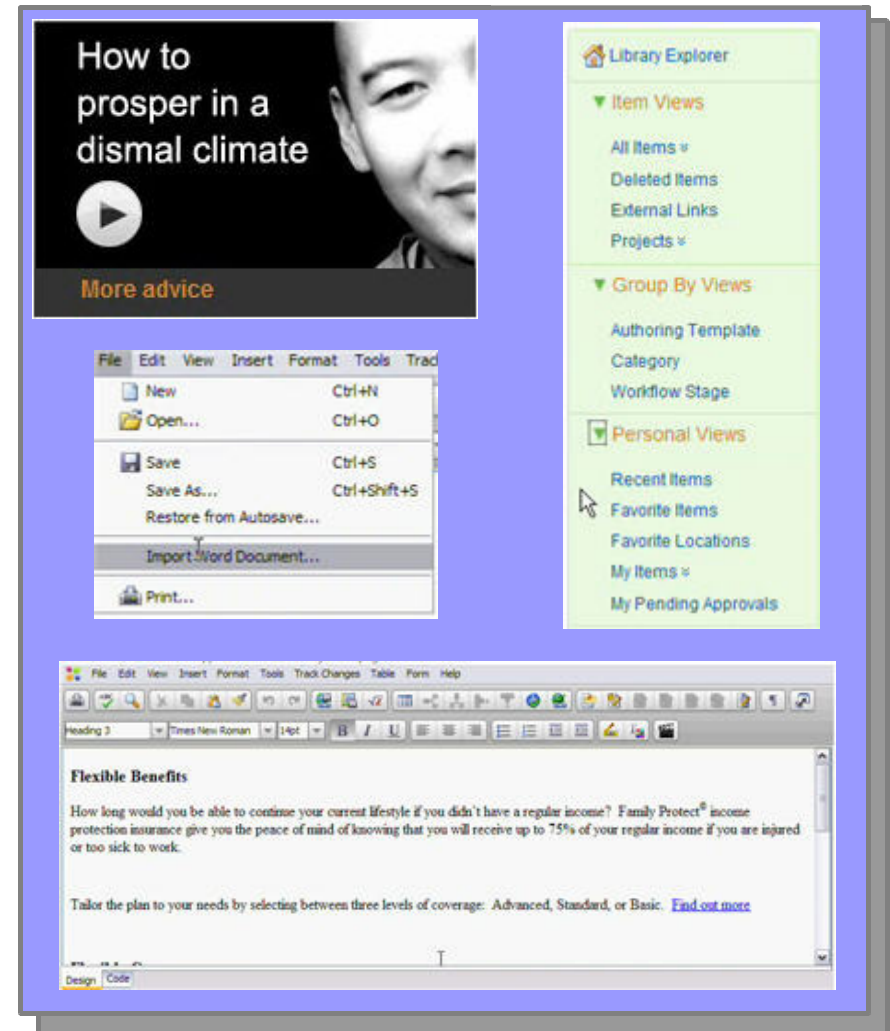 How to
prosper in a
dismal climate
More advice
Library Explorer
Item Views
All Items
Deleted Items
External Links
Projects
Group By Views
Authoring Template
Category
Workflow Stage
Personal Views
Recent Items
Favorite Items
Favorite Locations
My Items
My Pending Approvals
File Edit View Insert Format Tools Trac
New Ctrl+N
Open... Ctrl+O
Save Ctrl+S
Save As... Ctrl+Shift+S
Restore from Autosave...
Import Word Document...
Print...
File Edit View Insert Format Tools Track Changes Table Form Help
Heading 3 Times New Roman 14pt B I U
Flexible Benefits
How long would you be able to continue your current lifestyle if you didn't have a regular income? Family Protect® income
protection insurance give you the peace of mind of knowing that you will receive up to 75% of your regular income if you are injured
or too sick to work.
Tailor the plan to your needs by selecting between three levels of coverage: Advanced, Standard, or Basic. Find out more
Design Code